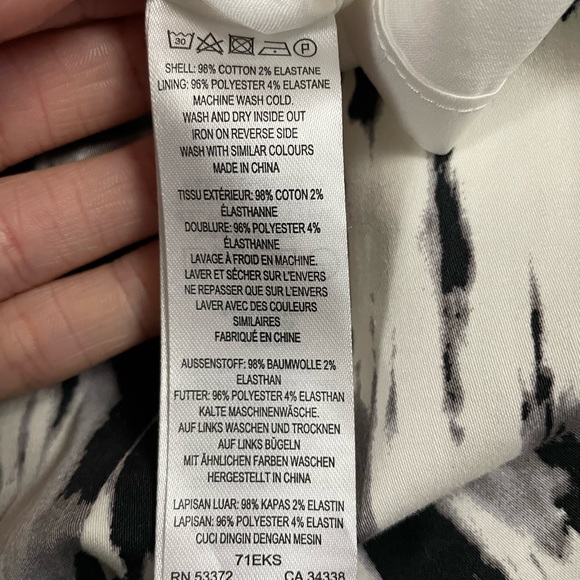 30 P
SHELL: 98% COTTON 2% ELASTANE
LINING: 96% POLYESTER 4% ELASTANE
MACHINE WASH COLD.
WASH AND DRY INSIDE OUT
IRON ON REVERSE SIDE
WASH WITH SIMILAR COLOURS
MADE IN CHINA
TISSU EXTÉRIEUR: 98% COTON 2%
ÉLASTHANNE
DOUBLURE: 96% POLYESTER 4%
ÉLASTHANNE
LAVAGE À FROID EN MACHINE.
LAVER ET SÉCHER SUR L'ENVERS
NE REPASSER QUE SUR L'ENVERS
LAVER AVEC DES COULEURS
SIMILAIRES
FABRIQUÉ EN CHINE
AUSSENSTOFF: 98% BAUMWOLLE 2%
ELASTHAN
FUTTER: 96% POLYESTER 4% ELASTHAN
KALTE MASCHINENWÄSCHE.
AUF LINKS WASCHEN UND TROCKNEN
AUF LINKS BÜGELN
MIT ÄHNLICHEN FARBEN WASCHEN
HERGESTELLT IN CHINA
LAPISAN LUAR: 98% KAPAS 2% ELASTIN
LAPISAN: 96% POLYESTER 4% ELASTIN
CUCI DINGIN DENGAN MESIN
71EKS
RN 53372 CA 34338